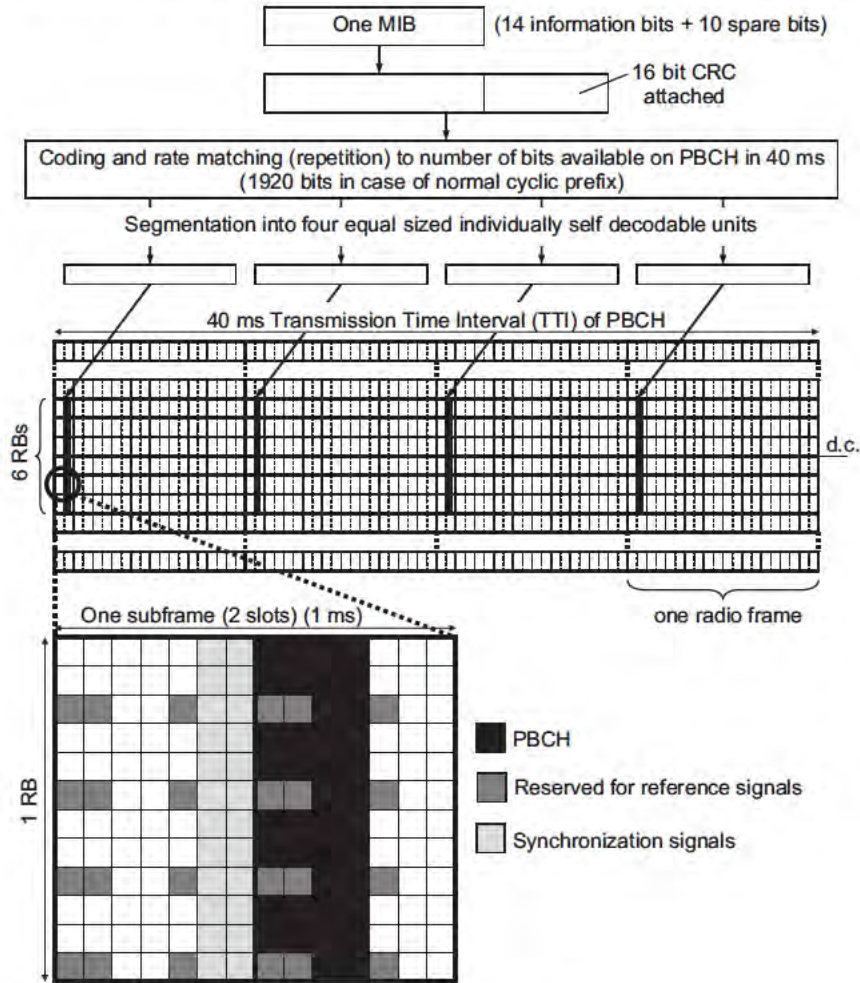 One MIB
(14 information bits + 10 spare bits)
16 bit CRC
attached
Coding and rate matching (repetition) to number of bits available on PBCH in 40 ms
(1920 bits in case of normal cyclic prefix)
Segmentation into four equal sized individually self decodable units
40 ms Transmission Time Interval (TTI) of PBCH
6 RBs
d.c.
One subframe (2 slots) (1 ms)
one radio frame
1 RB
PBCH
Reserved for reference signals
Synchronization signals